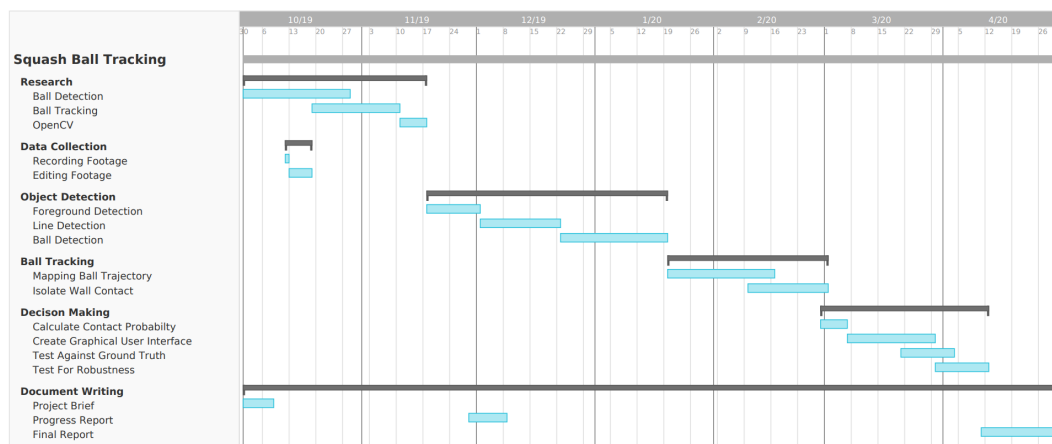 10/19 11/19 12/19 1/20 2/20 3/20 4/20
30 6 13 20 27 3 10 17 24 1 8 15 22 29 5 12 19 26 2 9 16 23 1 8 15 22 29 5 12 19 26
Squash Ball Tracking
Research
Ball Detection
Ball Tracking
OpenCV
Data Collection
Recording Footage
Editing Footage
Object Detection
Foreground Detection
Line Detection
Ball Detection
Ball Tracking
Mapping Ball Trajectory
Isolate Wall Contact
Decison Making
Calculate Contact Probabilty
Create Graphical User Interface
Test Against Ground Truth
Test For Robustness
Document Writing
Project Brief
Progress Report
Final Report